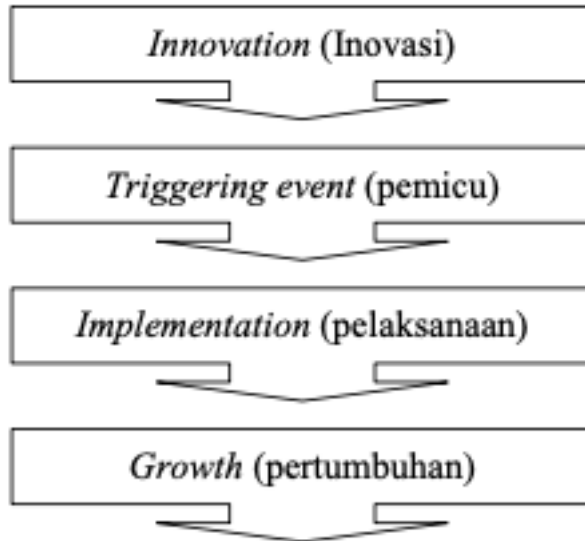 Innovation (Inovasi)
Triggering event (pemicu)
Implementation (pelaksanaan)
Growth (pertumbuhan)